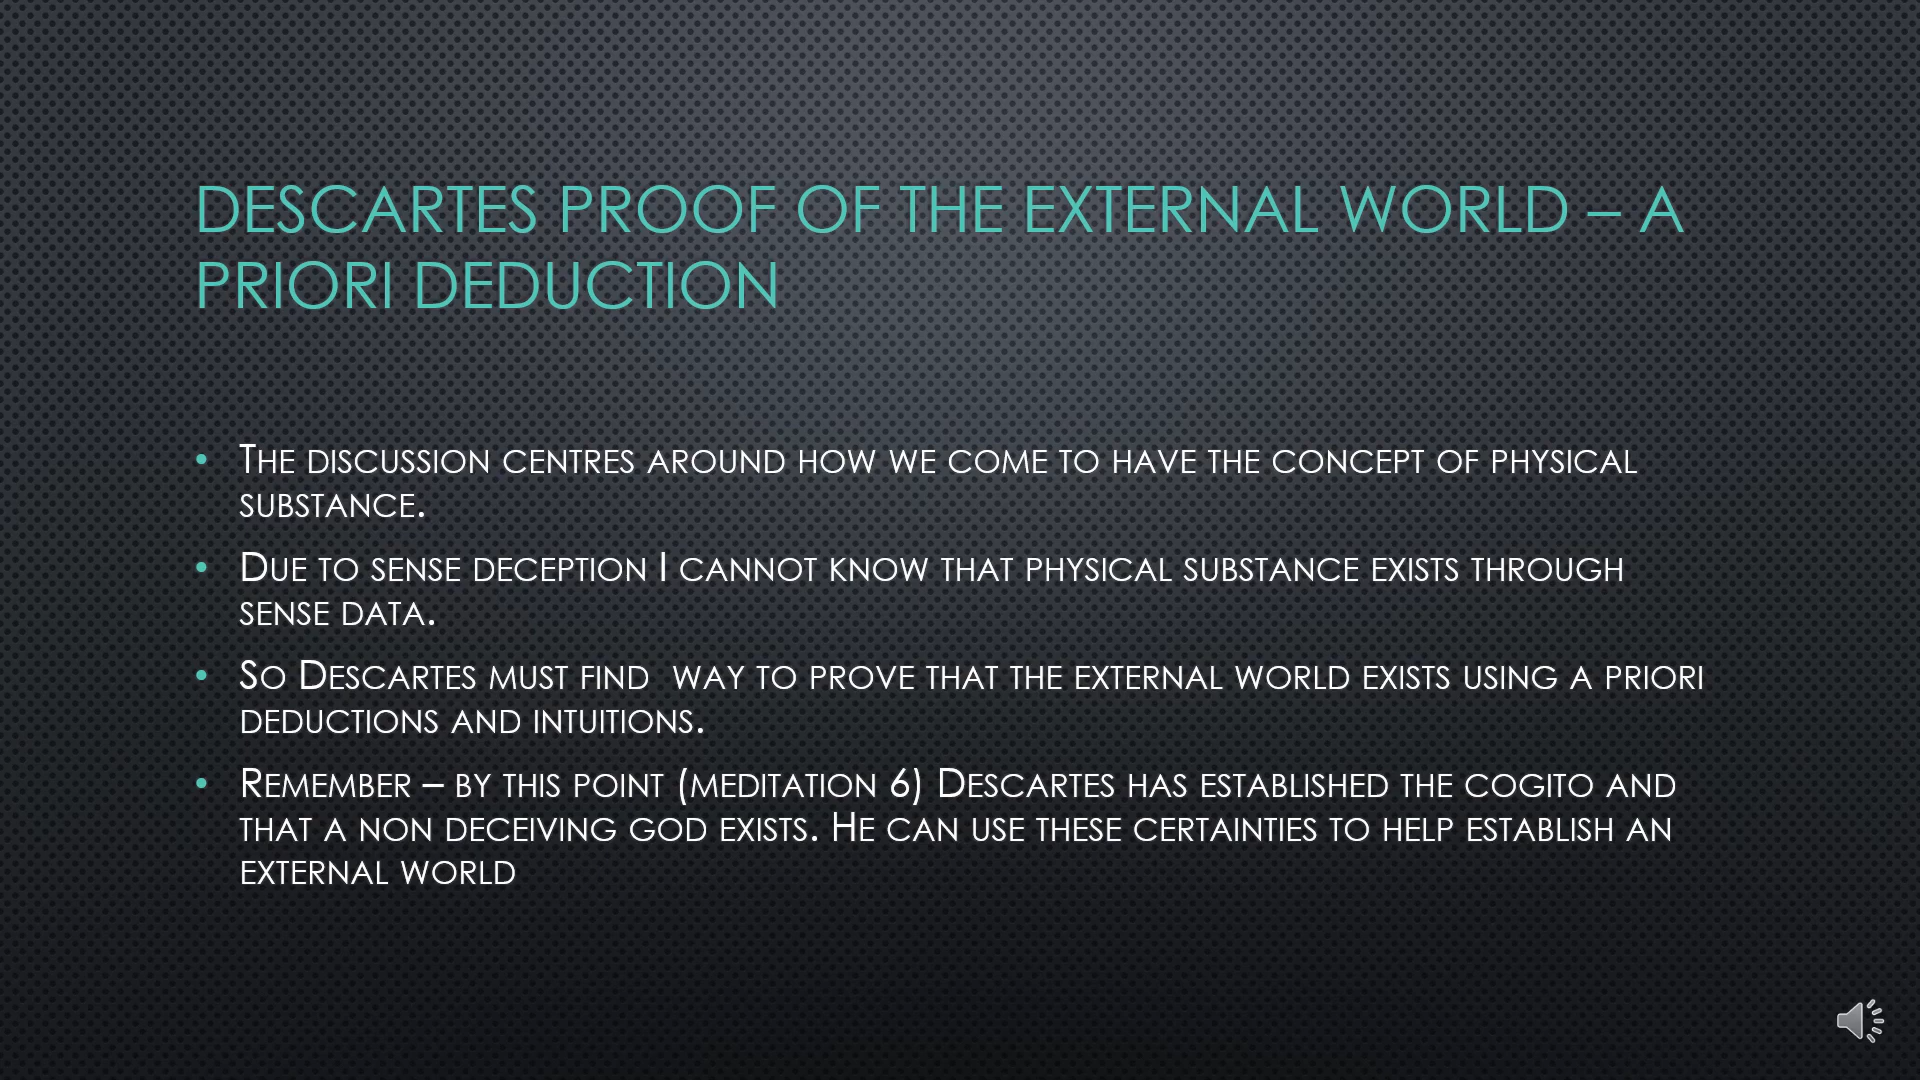 DESCARTES PROOF OF THE EXTERNAL WORLD – A
PRIORI DEDUCTION
• The discussion centres around how we come to have the concept of physical
substance.
• Due to sense deception I cannot know that physical substance exists through
sense data.
• So Descartes must find  way to prove that the external world exists using a priori
deductions and intuitions.
• Remember – by this point (meditation 6) Descartes has established the cogito and
that a non deceiving god exists. He can use these certainties to help establish an
external world